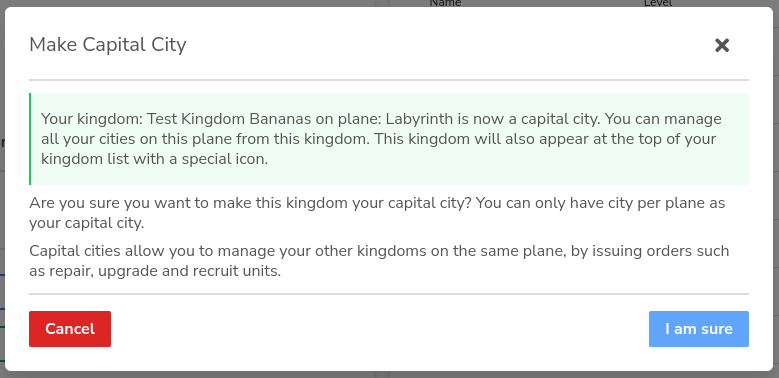 Name
Level
Make Capital City
Your kingdom: Test Kingdom Bananas on plane: Labyrinth is now a capital city. You can manage
all your cities on this plane from this kingdom. This kingdom will also appear at the top of your
kingdom list with a special icon.
Are you sure you want to make this kingdom your capital city? You can only have city per plane as
your capital city.
Capital cities allow you to manage your other kingdoms on the same plane, by issuing orders such
as repair, upgrade and recruit units.
Cancel
I am sure